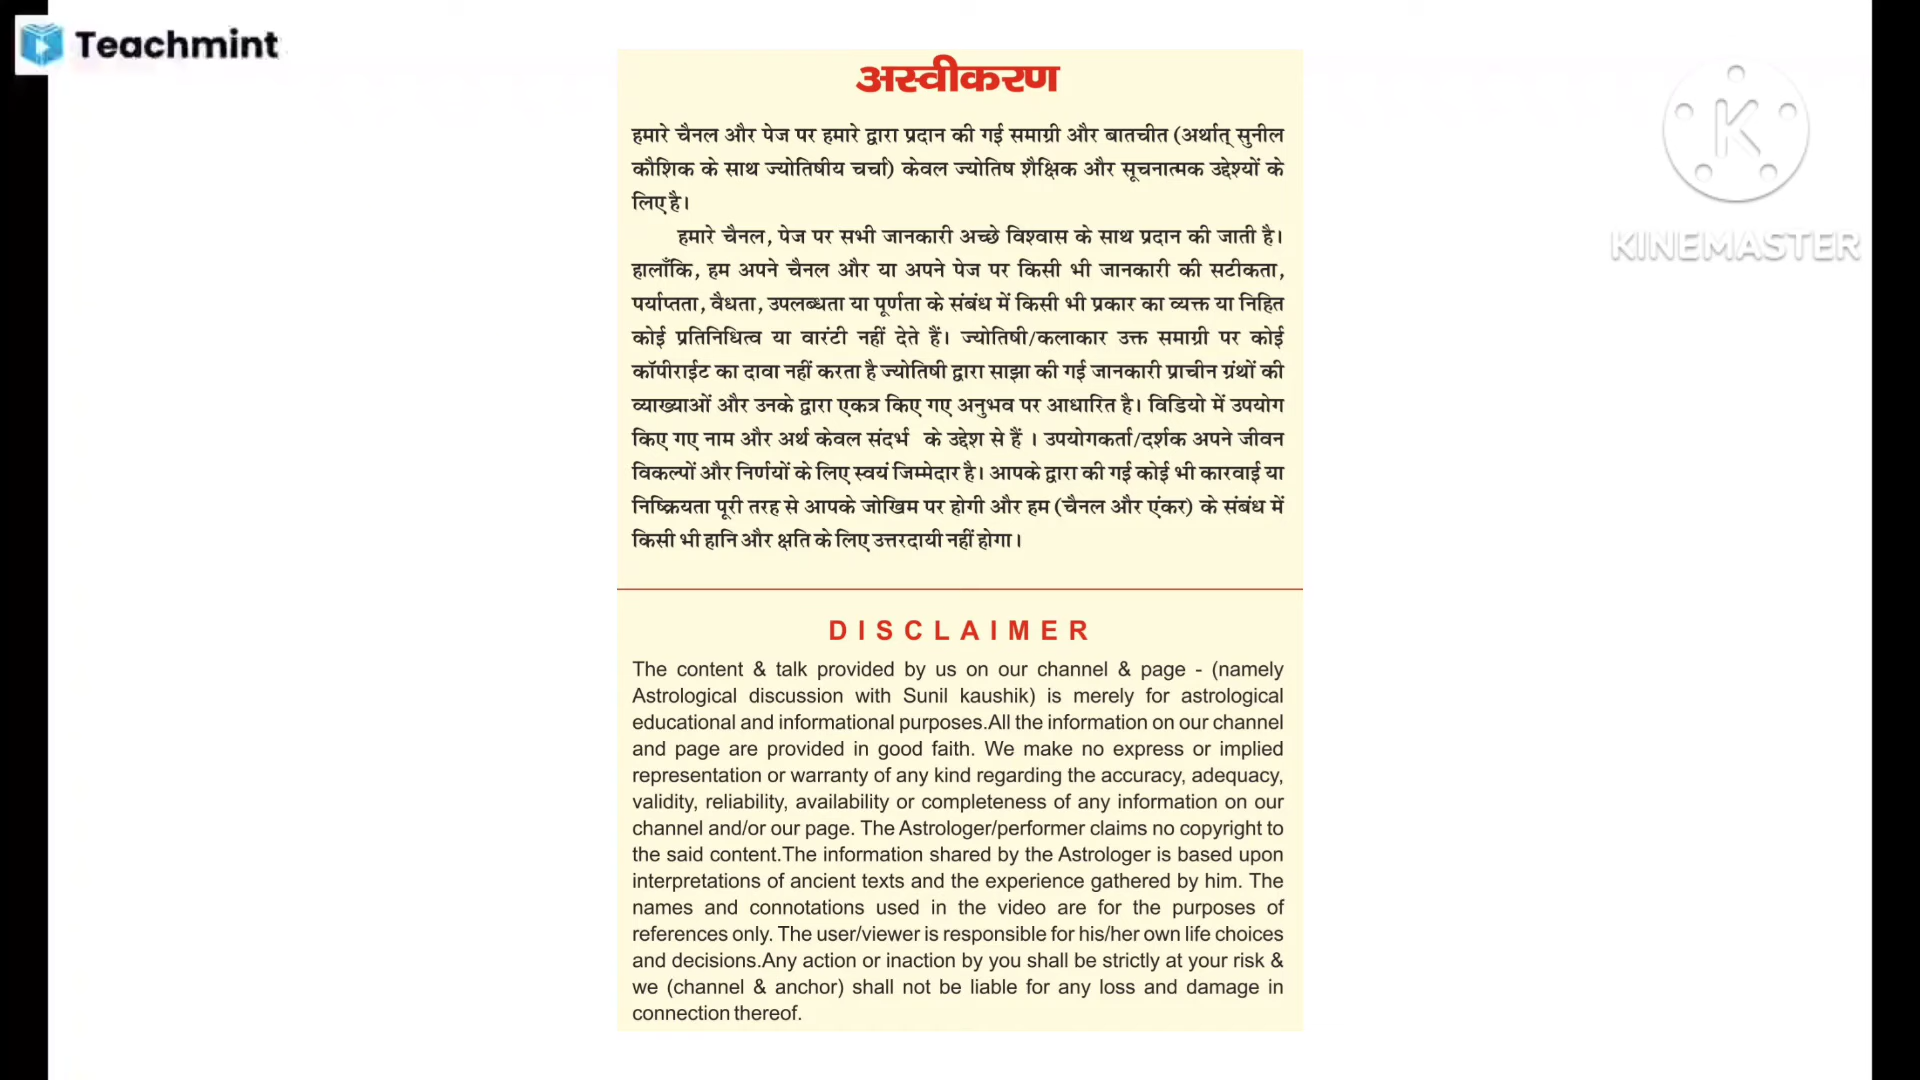 Teachmint
KINEMASTER
अस्वीकरण
हमारे चैनल और पेज पर हमारे द्वारा प्रदान की गई समाग्री और बातचीत (अर्थात् सुनील
कौशिक के साथ ज्योतिषीय चर्चा) केवल ज्योतिष शैक्षिक और सूचनात्मक उद्देश्यों के
लिए है।
हमारे चैनल, पेज पर सभी जानकारी अच्छे विश्वास के साथ प्रदान की जाती है।
हालाँकि, हम अपने चैनल और या अपने पेज पर किसी भी जानकारी की सटीकता,
पर्याप्तता, वैधता, उपलब्धता या पूर्णता के संबंध में किसी भी प्रकार का व्यक्त या निहित
कोई प्रतिनिधित्व या वारंटी नहीं देते हैं। ज्योतिषी/कलाकार उक्त समाग्री पर कोई
कॉपीराईट का दावा नहीं करता है ज्योतिषी द्वारा साझा की गई जानकारी प्राचीन ग्रंथों की
व्याख्याओं और उनके द्वारा एकत्र किए गए अनुभव पर आधारित है। विडियो में उपयोग
किए गए नाम और अर्थ केवल संदर्भ के उद्देश से हैं । उपयोगकर्ता/दर्शक अपने जीवन
विकल्पों और निर्णयों के लिए स्वयं जिम्मेदार है। आपके द्वारा की गई कोई भी कारवाई या
निष्क्रियता पूरी तरह से आपके जोखिम पर होगी और हम (चैनल और एंकर) के संबंध में
किसी भी हानि और क्षति के लिए उत्तरदायी नहीं होगा।
DISCLAIMER
The content & talk provided by us on our channel & page - (namely
Astrological discussion with Sunil kaushik) is merely for astrological
educational and informational purposes.All the information on our channel
and page are provided in good faith. We make no express or implied
representation or warranty of any kind regarding the accuracy, adequacy,
validity, reliability, availability or completeness of any information on our
channel and/or our page. The Astrologer/performer claims no copyright to
the said content.The information shared by the Astrologer is based upon
interpretations of ancient texts and the experience gathered by him. The
names and connotations used in the video are for the purposes of
references only. The user/viewer is responsible for his/her own life choices
and decisions.Any action or inaction by you shall be strictly at your risk &
we (channel & anchor) shall not be liable for any loss and damage in
connection thereof.